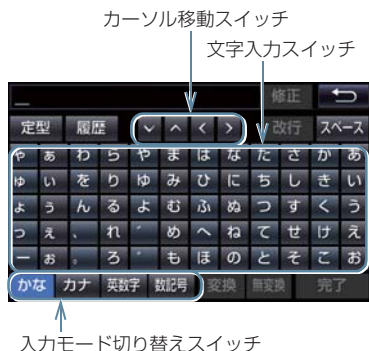 カーソル移動スイッチ
文字入力スイッチ
_ 修正
定型 履歴 改行 スペース
ゃ ぁ わ ら や ま は な た さ か あ
ゅ ぃ を り ゆ み ひ に ち し き い
ょ ぅ ん る よ む ふ ぬ つ す く う
っ ぇ 、 れ ゛ め へ ね て せ け え
ー ぉ 。 ろ ゜ も ほ の と そ こ お
かな カナ 英数字 数記号 変換 無変換 完了
入力モード切り替えスイッチ